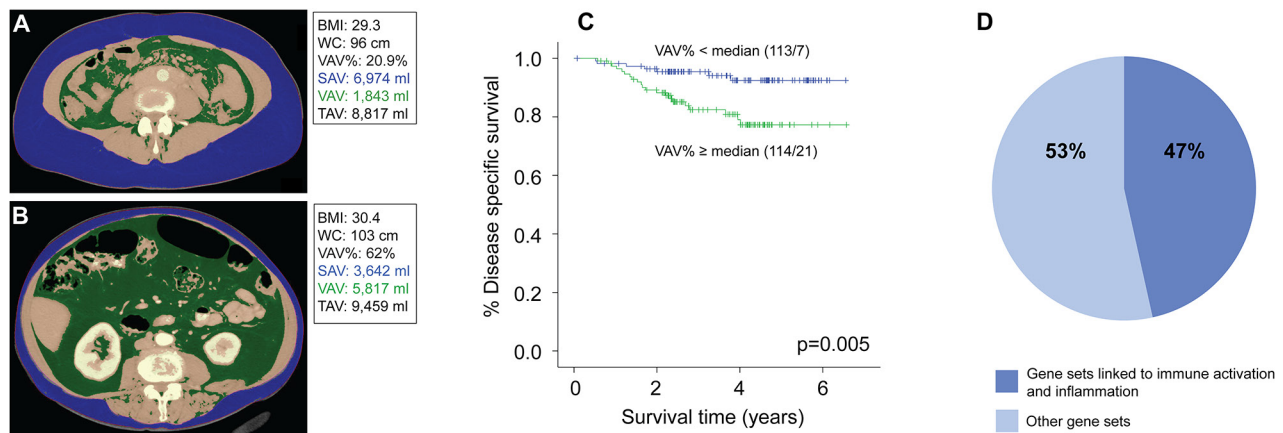 A
BMI: 29.3
WC: 96 cm
VAV%: 20.9%
SAV: 6,974 ml
VAV: 1,843 ml
TAV: 8,817 ml
B
BMI: 30.4
WC: 103 cm
VAV%: 62%
SAV: 3,642 ml
VAV: 5,817 ml
TAV: 9,459 ml
C
VAV% < median (113/7)
VAV% ≥ median (114/21)
% Disease specific survival
1.0
0.8
0.6
0.4
0.2
0.0
p=0.005
0 2 4 6
Survival time (years)
D
53%
47%
Gene sets linked to immune activation
and inflammation
Other gene sets